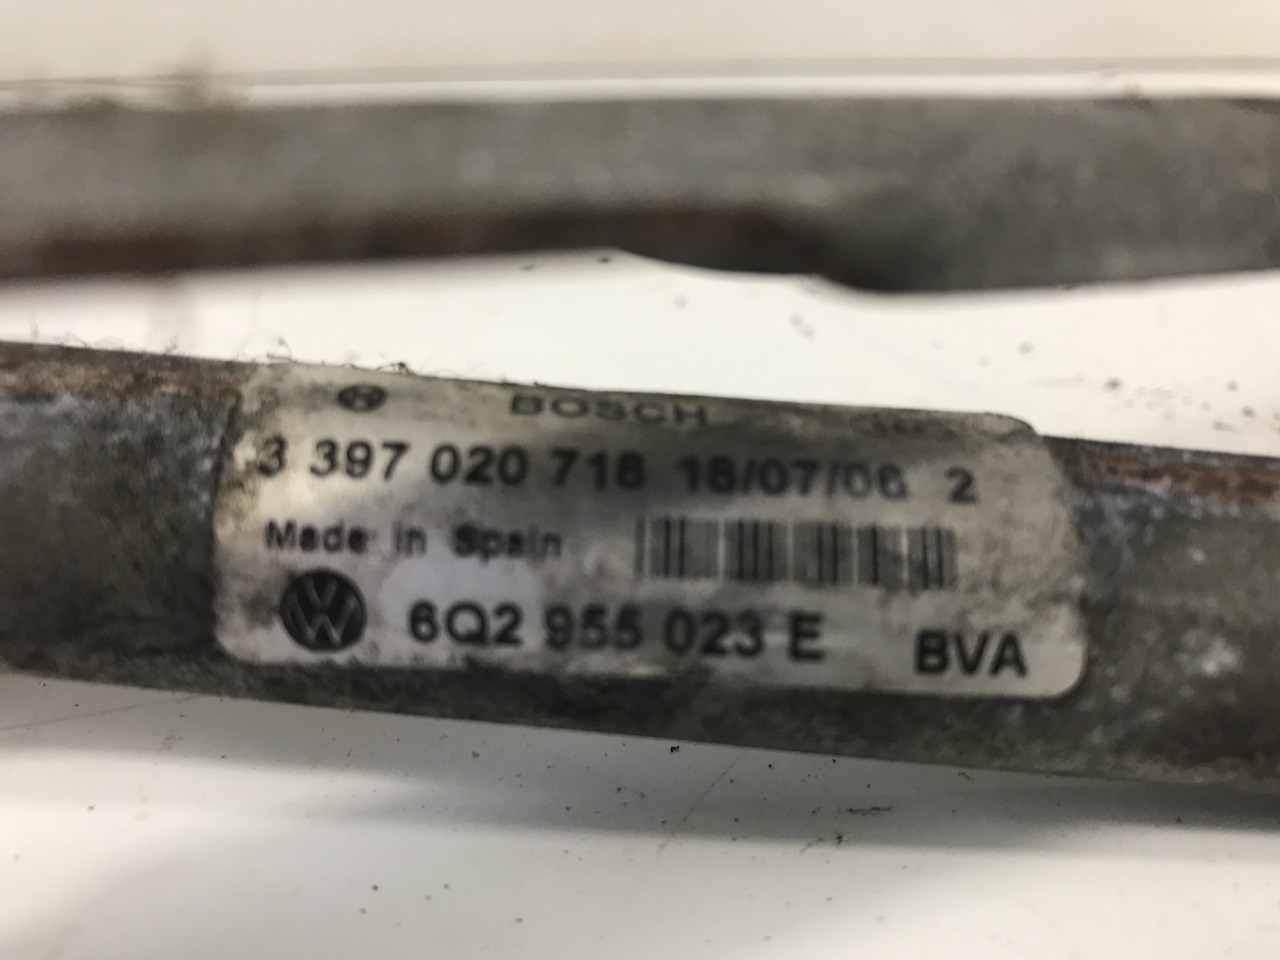 BOSCH
3 397 020 718 18/07/06 2
Made in Spain
6Q2 955 023 E BVA